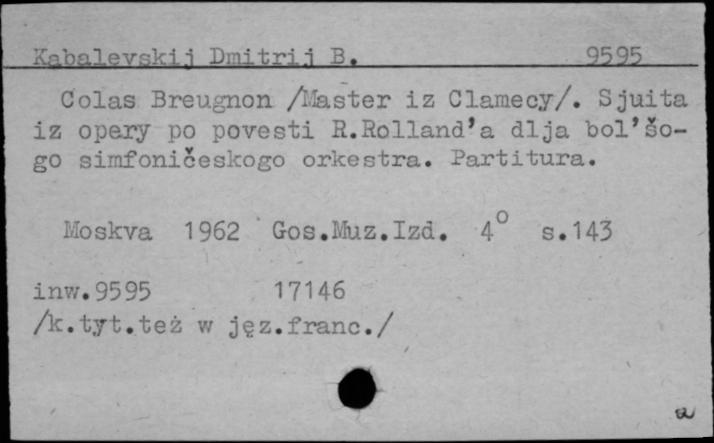 Kabalevskij Dmitrij B. 9595
Colas Breugnon /Master iz Clamecy/. Sjuita
iz opery po povesti R.Rolland'a dlja bol'šo-
go simfoničeskogo orkestra. Partitura.
Moskva 1962 Gos.Muz.Izd. 4° s.143
inw.9595 17146
/k.tyt.też w jęz.franc./